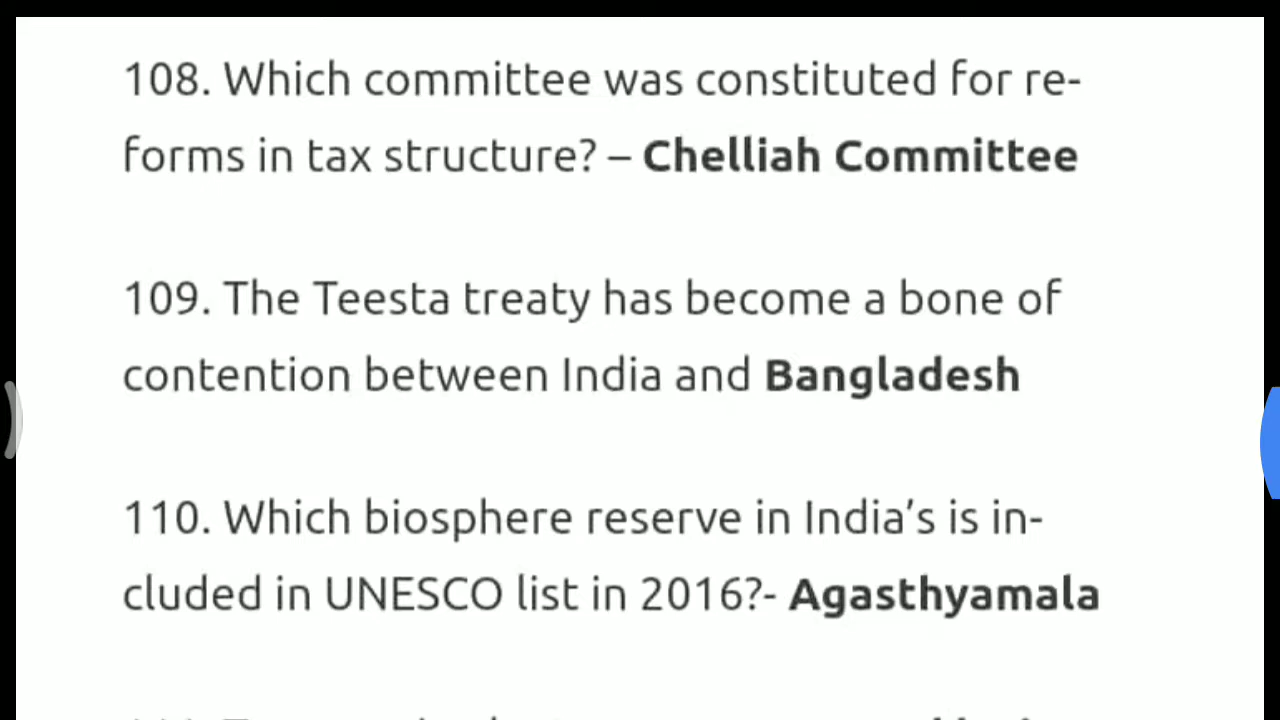 108. Which committee was constituted for re-
forms in tax structure? – Chelliah Committee
109. The Teesta treaty has become a bone of
contention between India and Bangladesh
110. Which biosphere reserve in India’s is in-
cluded in UNESCO list in 2016?- Agasthyamala